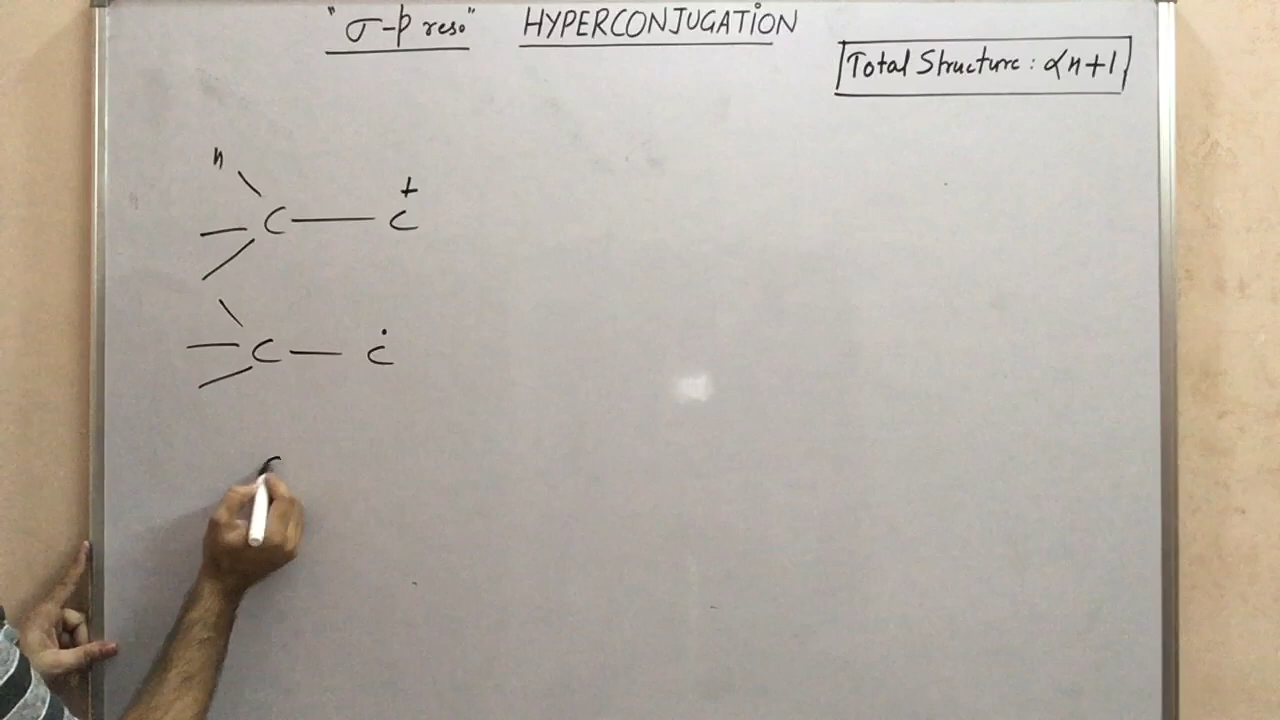 "σ-p reso" HYPERCONJUGATION
Total Structure: αH+1
H
C — C
+
C — Ċ